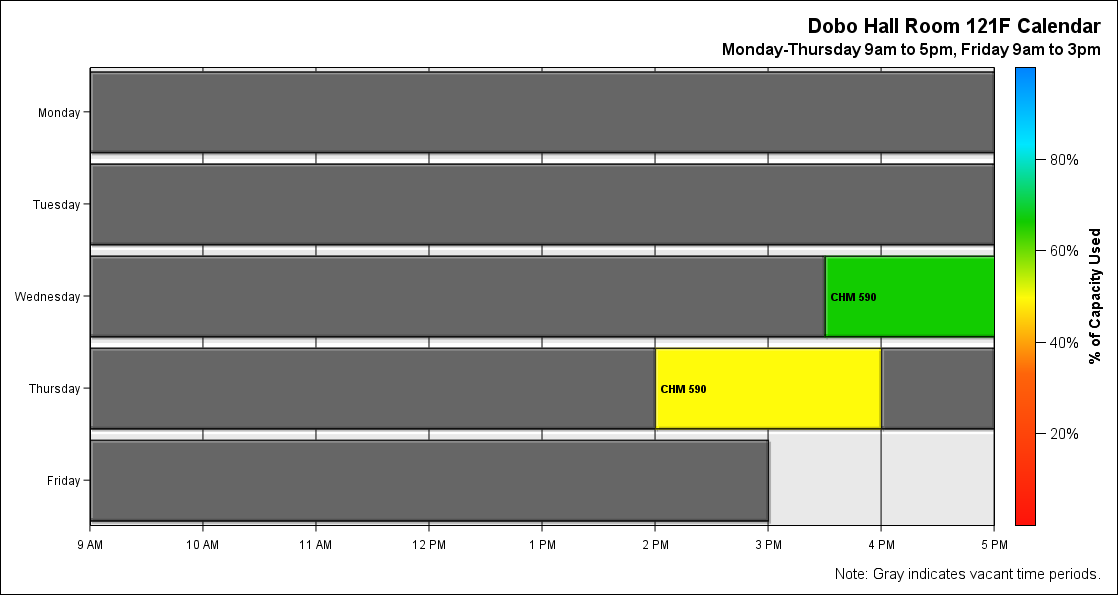 Dobo Hall Room 121F Calendar
Monday-Thursday 9am to 5pm, Friday 9am to 3pm
Monday
Tuesday
Wednesday
CHM 590
Thursday
CHM 590
Friday
9 AM 10 AM 11 AM 12 PM 1 PM 2 PM 3 PM 4 PM 5 PM
80%
60%
40%
20%
% of Capacity Used
Note: Gray indicates vacant time periods.